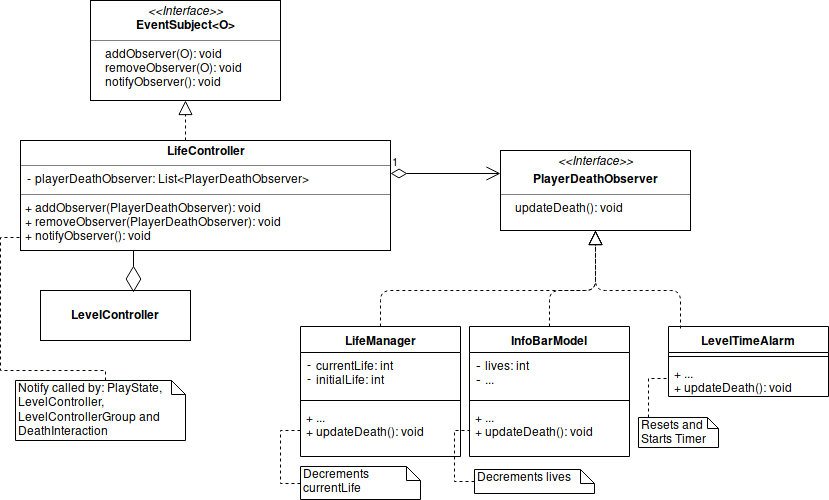 <<Interface>>
EventSubject<O>
addObserver(O): void
removeObserver(O): void
notifyObserver(): void
LifeController
- playerDeathObserver: List<PlayerDeathObserver>
+ addObserver(PlayerDeathObserver): void
+ removeObserver(PlayerDeathObserver): void
+ notifyObserver(): void
1
<<Interface>>
PlayerDeathObserver
updateDeath(): void
LevelController
LifeManager
- currentLife: int
- initialLife: int
+ ...
+ updateDeath(): void
InfoBarModel
- lives: int
- ...
+ ...
+ updateDeath(): void
LevelTimeAlarm
+ ...
+ updateDeath(): void
Notify called by: PlayState,
LevelController,
LevelControllerGroup and
DeathInteraction
Decrements
currentLife
Decrements lives
Resets and
Starts Timer